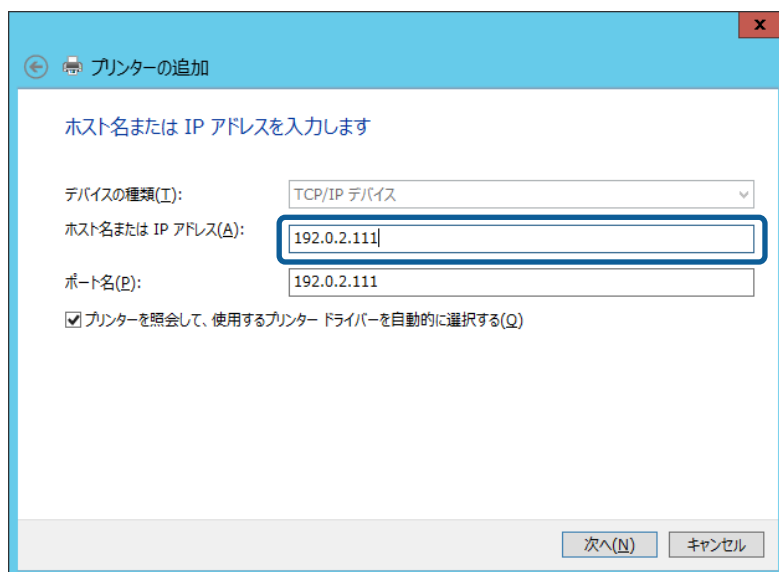 x
プリンターの追加
ホスト名または IP アドレスを入力します
デバイスの種類(T): TCP/IP デバイス
ホスト名または IP アドレス(A): 192.0.2.111
ポート名(P): 192.0.2.111
プリンターを照会して、使用するプリンター ドライバーを自動的に選択する(Q)
次へ(N) キャンセル